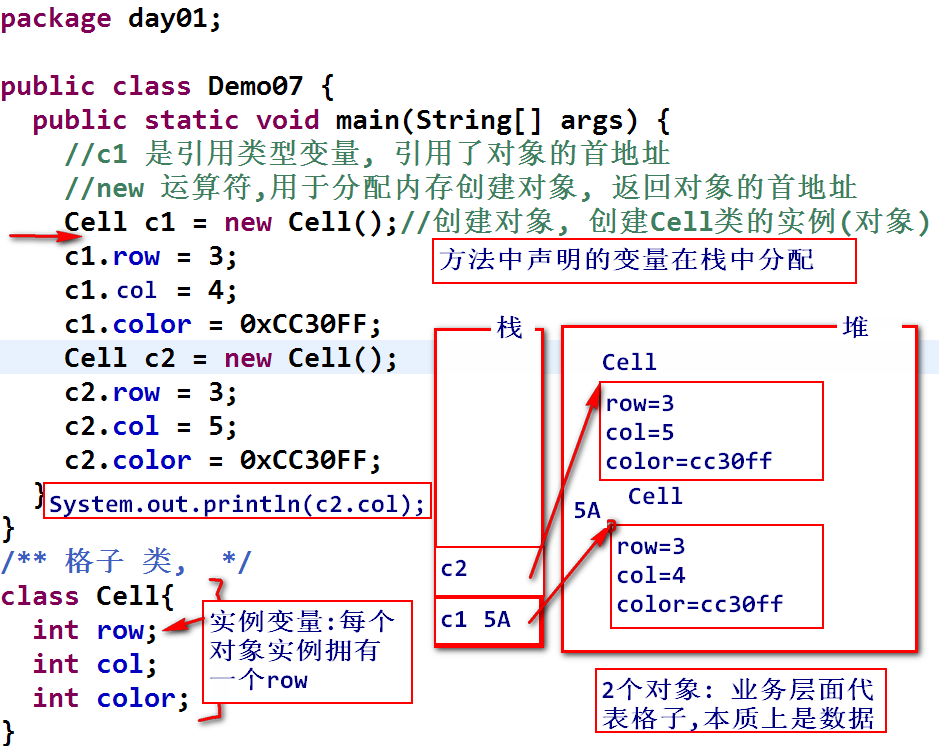 package day01;
public class Demo07 {
public static void main(String[] args) {
//c1 是引用类型变量, 引用了对象的首地址
//new 运算符,用于分配内存创建对象, 返回对象的首地址
Cell c1 = new Cell();//创建对象, 创建Cell类的实例(对象)
c1.row = 3;
方法中声明的变量在栈中分配
c1.col = 4;
c1.color = 0xCC30FF;
Cell c2 = new Cell();
c2.row = 3;
c2.col = 5;
c2.color = 0xCC30FF;
}
System.out.println(c2.col);
}
/** 格子 类, */
class Cell{
int row;
int col;
int color;
}
实例变量:每个
对象实例拥有
一个row
栈
c2
c1 5A
堆
Cell
row=3
col=5
color=cc30ff
Cell
5A
row=3
col=4
color=cc30ff
2个对象: 业务层面代
表格子,本质上是数据